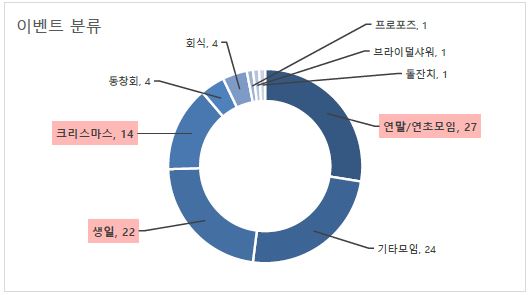 이벤트 분류
프로포즈, 1
브라이덜샤워, 1
돌잔치, 1
연말/연초모임, 27
기타모임, 24
생일, 22
크리스마스, 14
동창회, 4
회식, 4